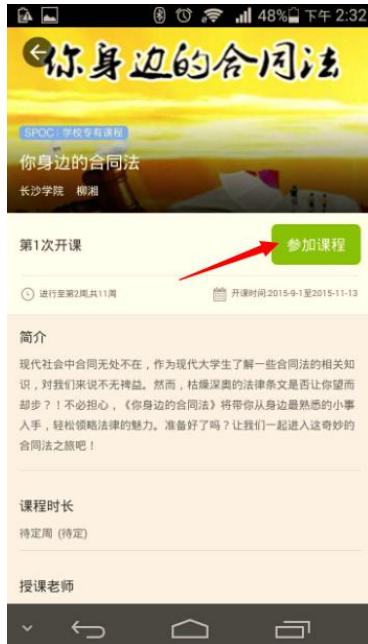 48% 下午 2:32
你身边的合同法
SPOC 学校专有课程
你身边的合同法
长沙学院 柳湘
第1次开课
参加课程
进行至第2周,共11周
开课时间:2015-9-1至2015-11-13
简介
现代社会中合同无处不在，作为现代大学生了解一些合同法的相关知
识，对我们来说不无裨益。然而，枯燥深奥的法律条文是否让你望而
却步？！不必担心，《你身边的合同法》将带你从身边最熟悉的小事
入手，轻松领略法律的魅力。准备好了吗？让我们一起进入这奇妙的
合同法之旅吧！
课程时长
待定周 (待定)
授课老师